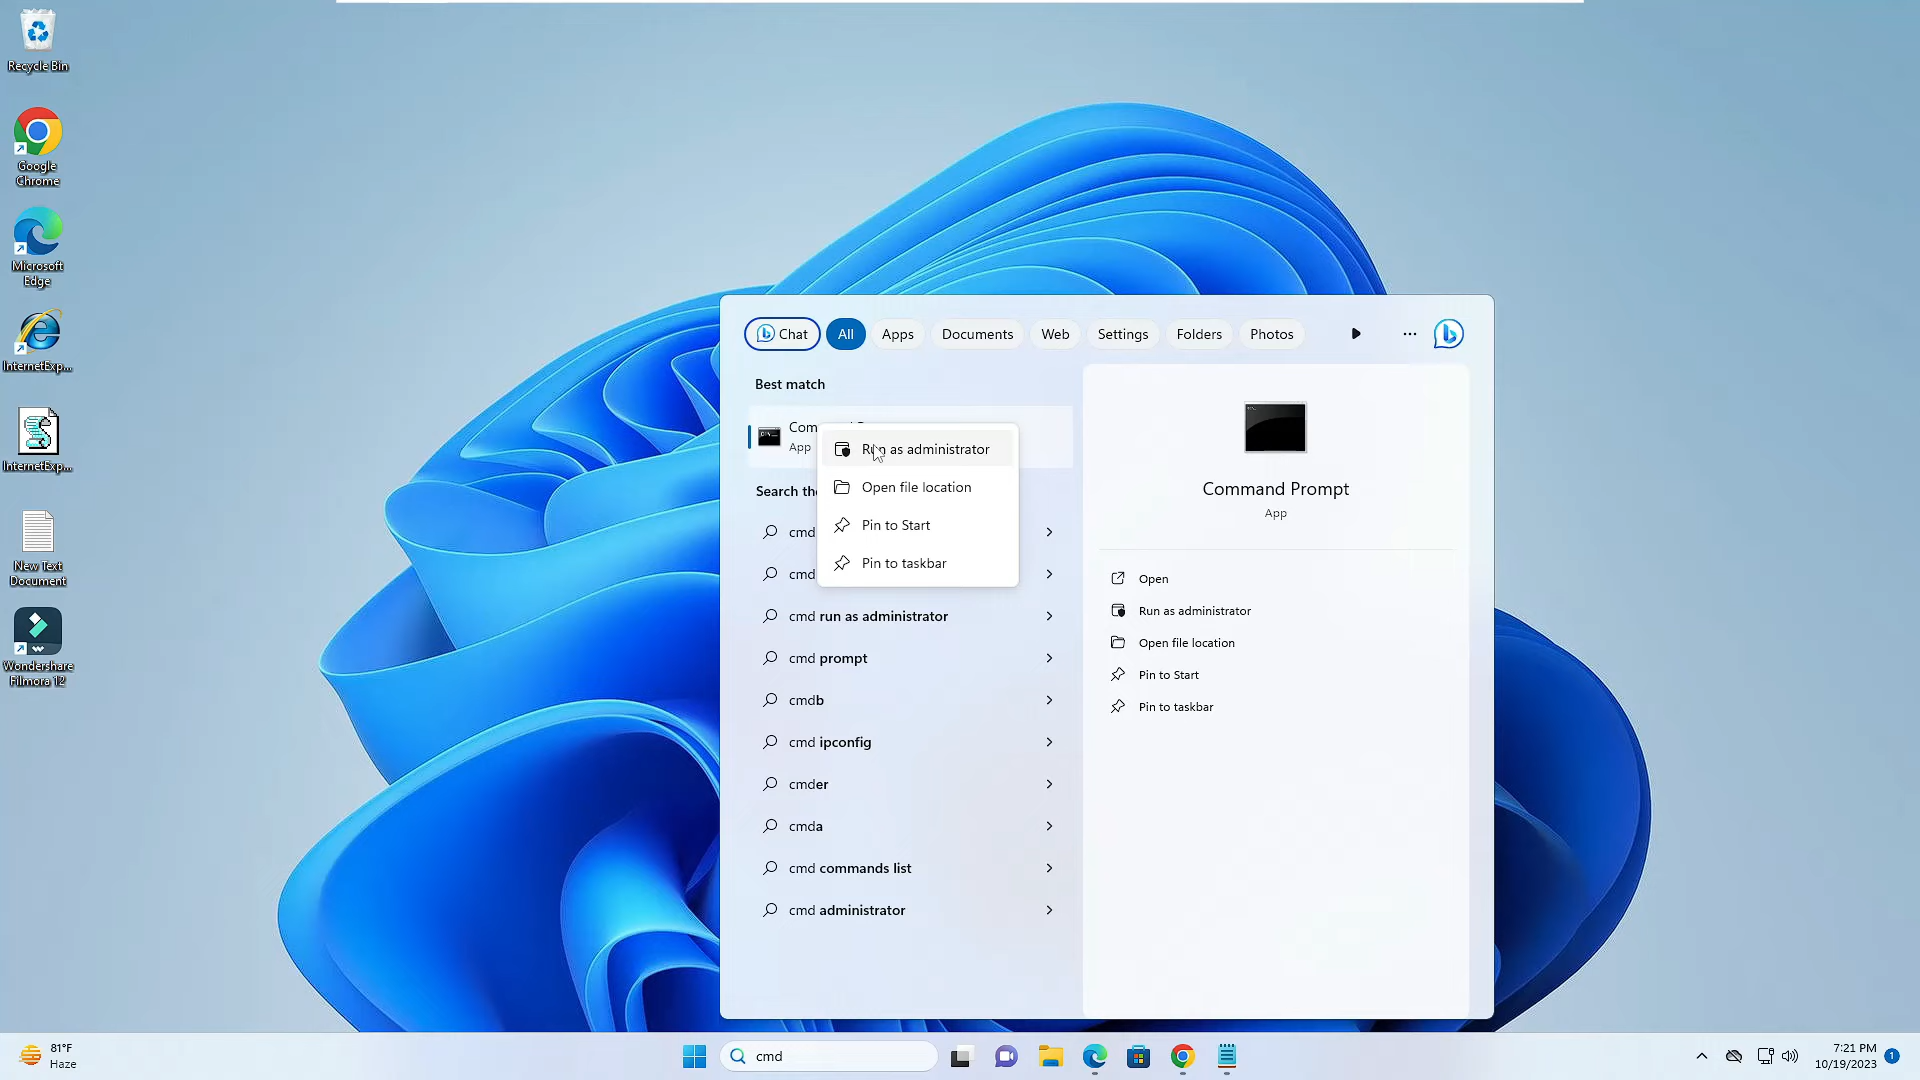 Recycle Bin
Google
Chrome
Microsoft
Edge
InternetExp...
InternetExp...
New Text
Document
Wondershare
Filmora 12
Chat
All
Apps
Documents
Web
Settings
Folders
Photos
Best match
App
Search the
cmd
cmd
cmd run as administrator
cmd prompt
cmdb
cmd ipconfig
cmder
cmda
cmd commands list
cmd administrator
Run as administrator
Open file location
Pin to Start
Pin to taskbar
Command Prompt
App
Open
Run as administrator
Open file location
Pin to Start
Pin to taskbar
81°F
Haze
cmd
7:21 PM
10/19/2023
1